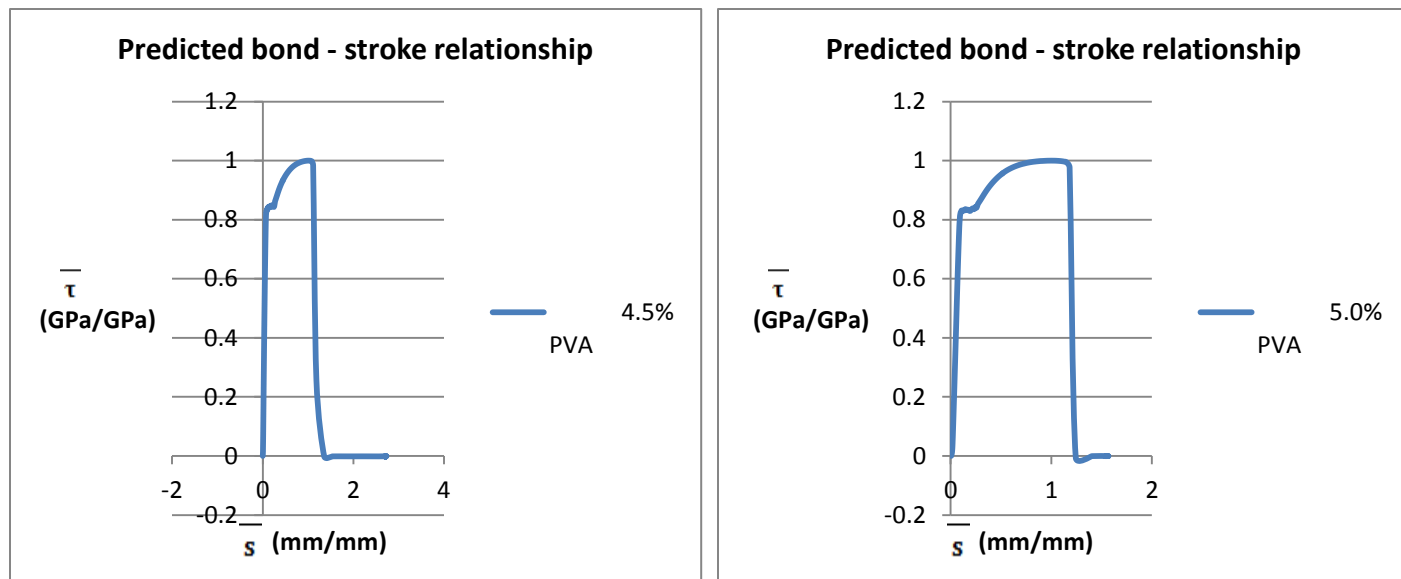 Predicted bond - stroke relationship
1.2
1
0.8
0.6
0.4
0.2
0
-0.2
-2 0 2 4
τ
(GPa/GPa)
s (mm/mm)
4.5%
PVA
Predicted bond - stroke relationship
1.2
1
0.8
0.6
0.4
0.2
0
-0.2
0 1 2
τ
(GPa/GPa)
s (mm/mm)
5.0%
PVA